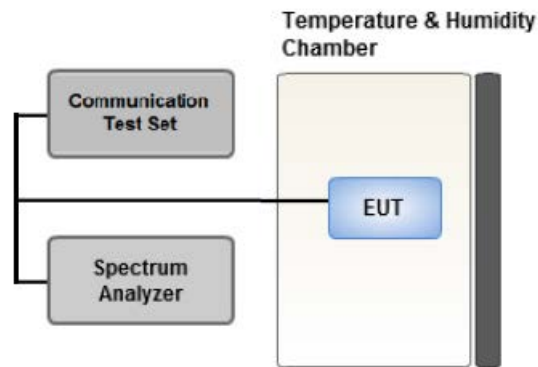 Temperature & Humidity
Chamber
Communication
Test Set
EUT
Spectrum
Analyzer